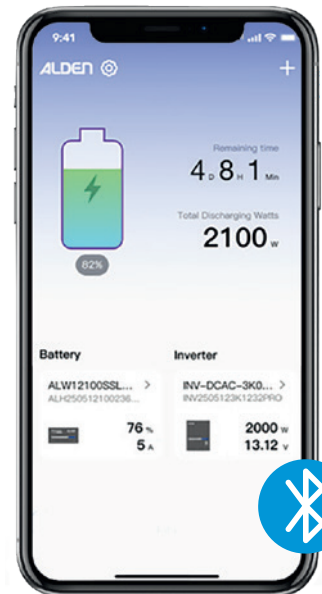 9:41
ALDEN
Remaining time
4 D 8 H 1 Min
Total Discharging Watts
2100 W
82%
Battery
Inverter
ALW12100SSL...
ALH250512100236...
76 %
5 A
INV-DCAC-3K0...
INV2505123K1232PRO
2000 W
13.12 V